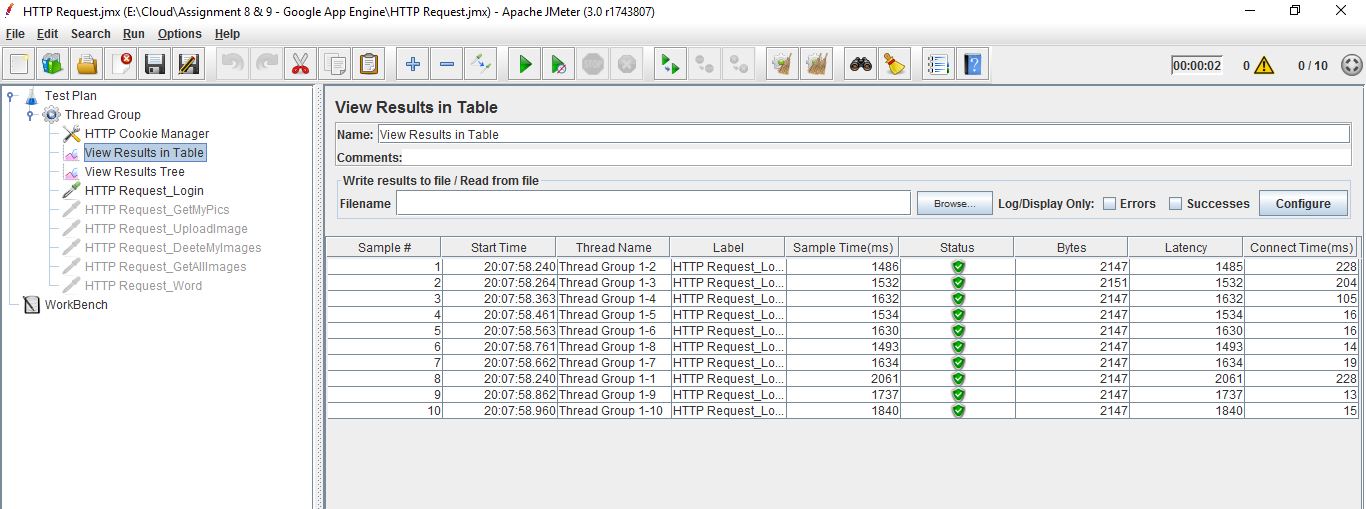 HTTP Request.jmx (E:\Cloud\Assignment 8 & 9 - Google App Engine\HTTP Request.jmx) - Apache JMeter (3.0 r1743807)
File Edit Search Run Options Help
00:00:02 0 0 / 10
Test Plan
Thread Group
HTTP Cookie Manager
View Results in Table
View Results Tree
HTTP Request_Login
HTTP Request_GetMyPics
HTTP Request_UploadImage
HTTP Request_DeeteMyImages
HTTP Request_GetAllImages
HTTP Request_Word
WorkBench
View Results in Table
Name: View Results in Table
Comments:
Write results to file / Read from file
Filename Browse... Log/Display Only: Errors Successes Configure
Sample # Start Time Thread Name Label Sample Time(ms) Status Bytes Latency Connect Time(ms)
1 20:07:58.240 Thread Group 1-2 HTTP Request_Lo... 1486 2147 1485 228
2 20:07:58.264 Thread Group 1-3 HTTP Request_Lo... 1532 2151 1532 204
3 20:07:58.363 Thread Group 1-4 HTTP Request_Lo... 1632 2147 1632 105
4 20:07:58.461 Thread Group 1-5 HTTP Request_Lo... 1534 2147 1534 16
5 20:07:58.563 Thread Group 1-6 HTTP Request_Lo... 1630 2147 1630 16
6 20:07:58.761 Thread Group 1-8 HTTP Request_Lo... 1493 2147 1493 14
7 20:07:58.662 Thread Group 1-7 HTTP Request_Lo... 1634 2147 1634 19
8 20:07:58.240 Thread Group 1-1 HTTP Request_Lo... 2061 2147 2061 228
9 20:07:58.862 Thread Group 1-9 HTTP Request_Lo... 1737 2147 1737 13
10 20:07:58.960 Thread Group 1-10 HTTP Request_Lo... 1840 2147 1840 15